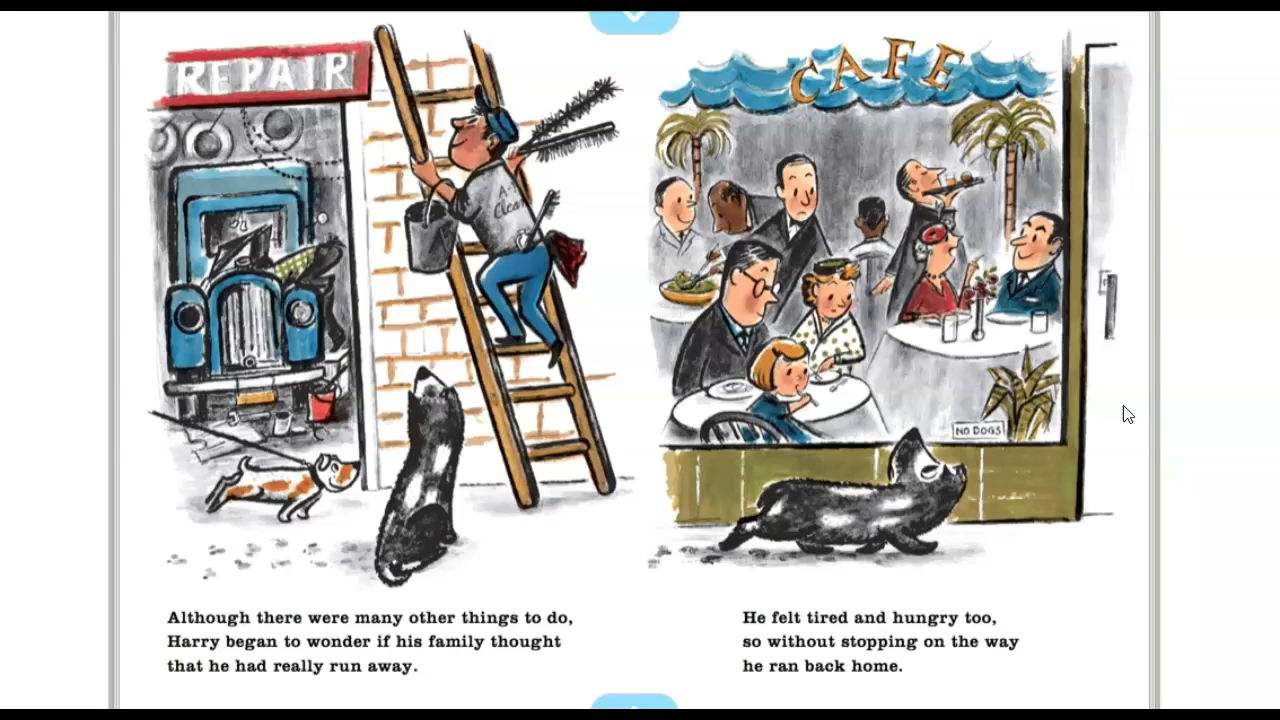 REPAIR
A-1
Clean
Although there were many other things to do,
Harry began to wonder if his family thought
that he had really run away.
CAFE
NO DOGS
He felt tired and hungry too,
so without stopping on the way
he ran back home.